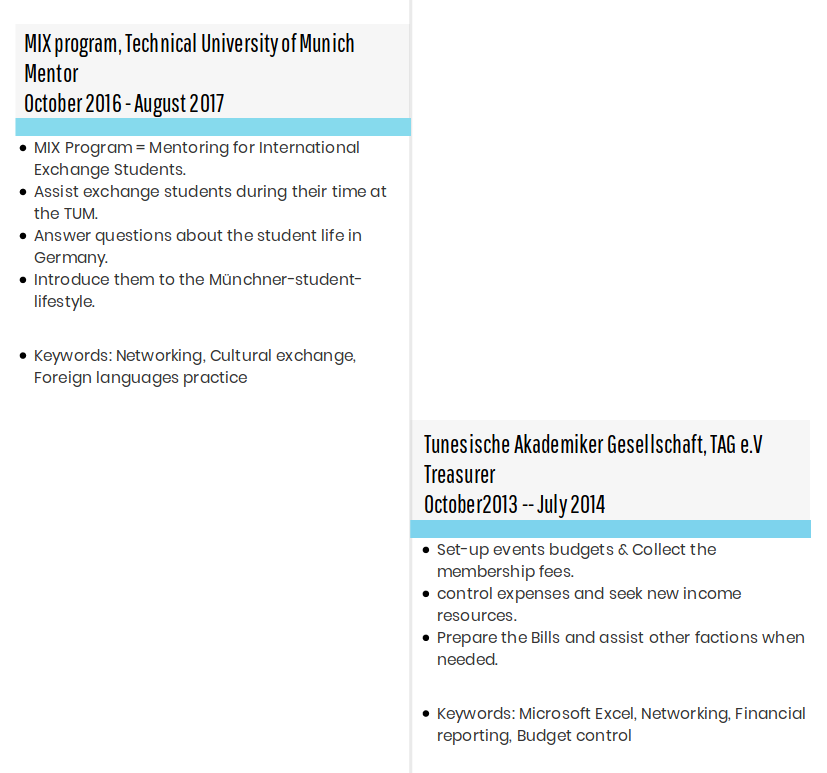 MIX program, Technical University of Munich
Mentor
October 2016 - August 2017
• MIX Program = Mentoring for International
Exchange Students.
• Assist exchange students during their time at
the TUM.
• Answer questions about the student life in
Germany.
• Introduce them to the Münchner-student-
lifestyle.
• Keywords: Networking, Cultural exchange,
Foreign languages practice
Tunesische Akademiker Gesellschaft, TAG e.V
Treasurer
October2013 -- July 2014
• Set-up events budgets & Collect the
membership fees.
• control expenses and seek new income
resources.
• Prepare the Bills and assist other factions when
needed.
• Keywords: Microsoft Excel, Networking, Financial
reporting, Budget control